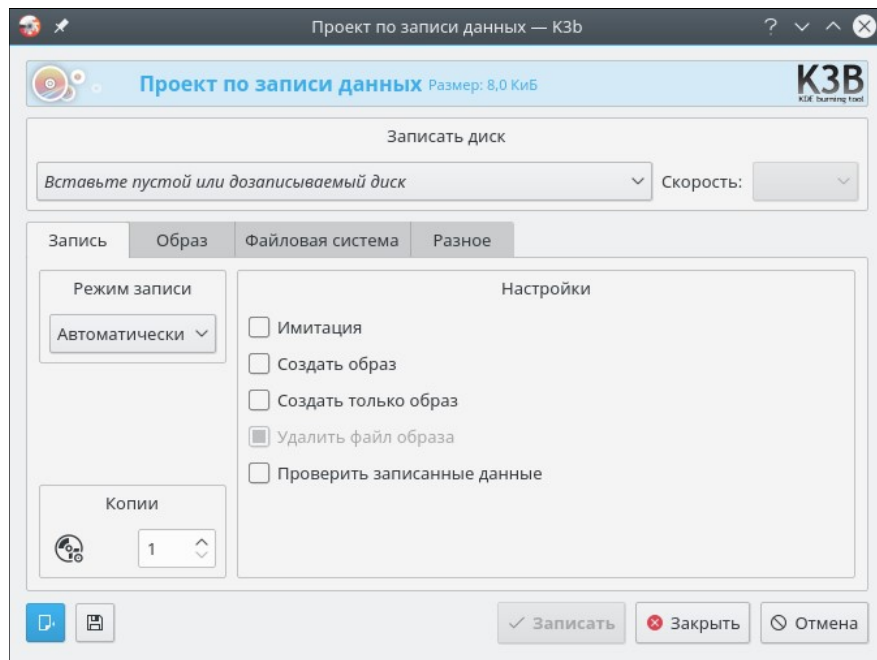 Проект по записи данных — K3b
Проект по записи данных Размер: 8,0 КиБ
K3B
KDE burning tool
Записать диск
Вставьте пустой или дозаписываемый диск Скорость:
Запись Образ Файловая система Разное
Режим записи
Автоматически
Настройки
Имитация
Создать образ
Создать только образ
Удалить файл образа
Проверить записанные данные
Копии
1
Записать Закрыть Отмена